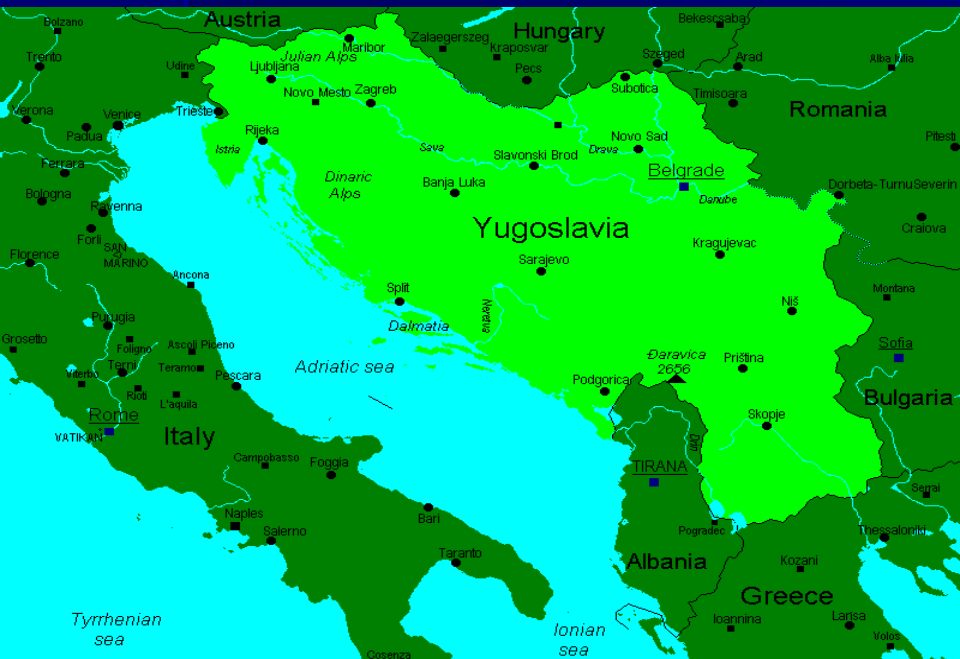 Bolzano
Austria
Hungary
Bekescsaba
Zalaegerszeg
Kraposvar
Maribor
Julian Alps
Trento
Udine
Ljubljana
Szeged
Arad
Alba Iulia
Pecs
Novo Mesto
Zagreb
Subotica
Timisoara
Romania
Verona
Venice
Trieste
Padua
Rijeka
Istria
Sava
Slavonski Brod
Drava
Novo Sad
Pitesti
Ferrara
Belgrade
Dinaric
Alps
Banja Luka
Bologna
Danube
Dorbeta-TurnuSeverin
Ravenna
Craiova
Forli
Yugoslavia
SAN
MARINO
Florence
Kragujevac
Sarajevo
Ancona
Split
Montana
Neretva
Niš
Purugia
Dalmatia
Grosetto
Foligno
Ascoli Piceno
Sofia
Đaravica
2656
Priština
Terni
Teramo
Adriatic sea
Viterbo
Pescara
Podgorica
Rioti
L'aquila
Bulgaria
Rome
VATIKAN
Italy
Skopje
Drin
Campobasso
Foggia
TIRANA
Serrai
Naples
Bari
Salerno
Pogradec
Thessaloniki
Taranto
Albania
Kozani
Greece
Tyrrhenian
sea
Ioannina
Larisa
Ionian
sea
Volos
Cosenza